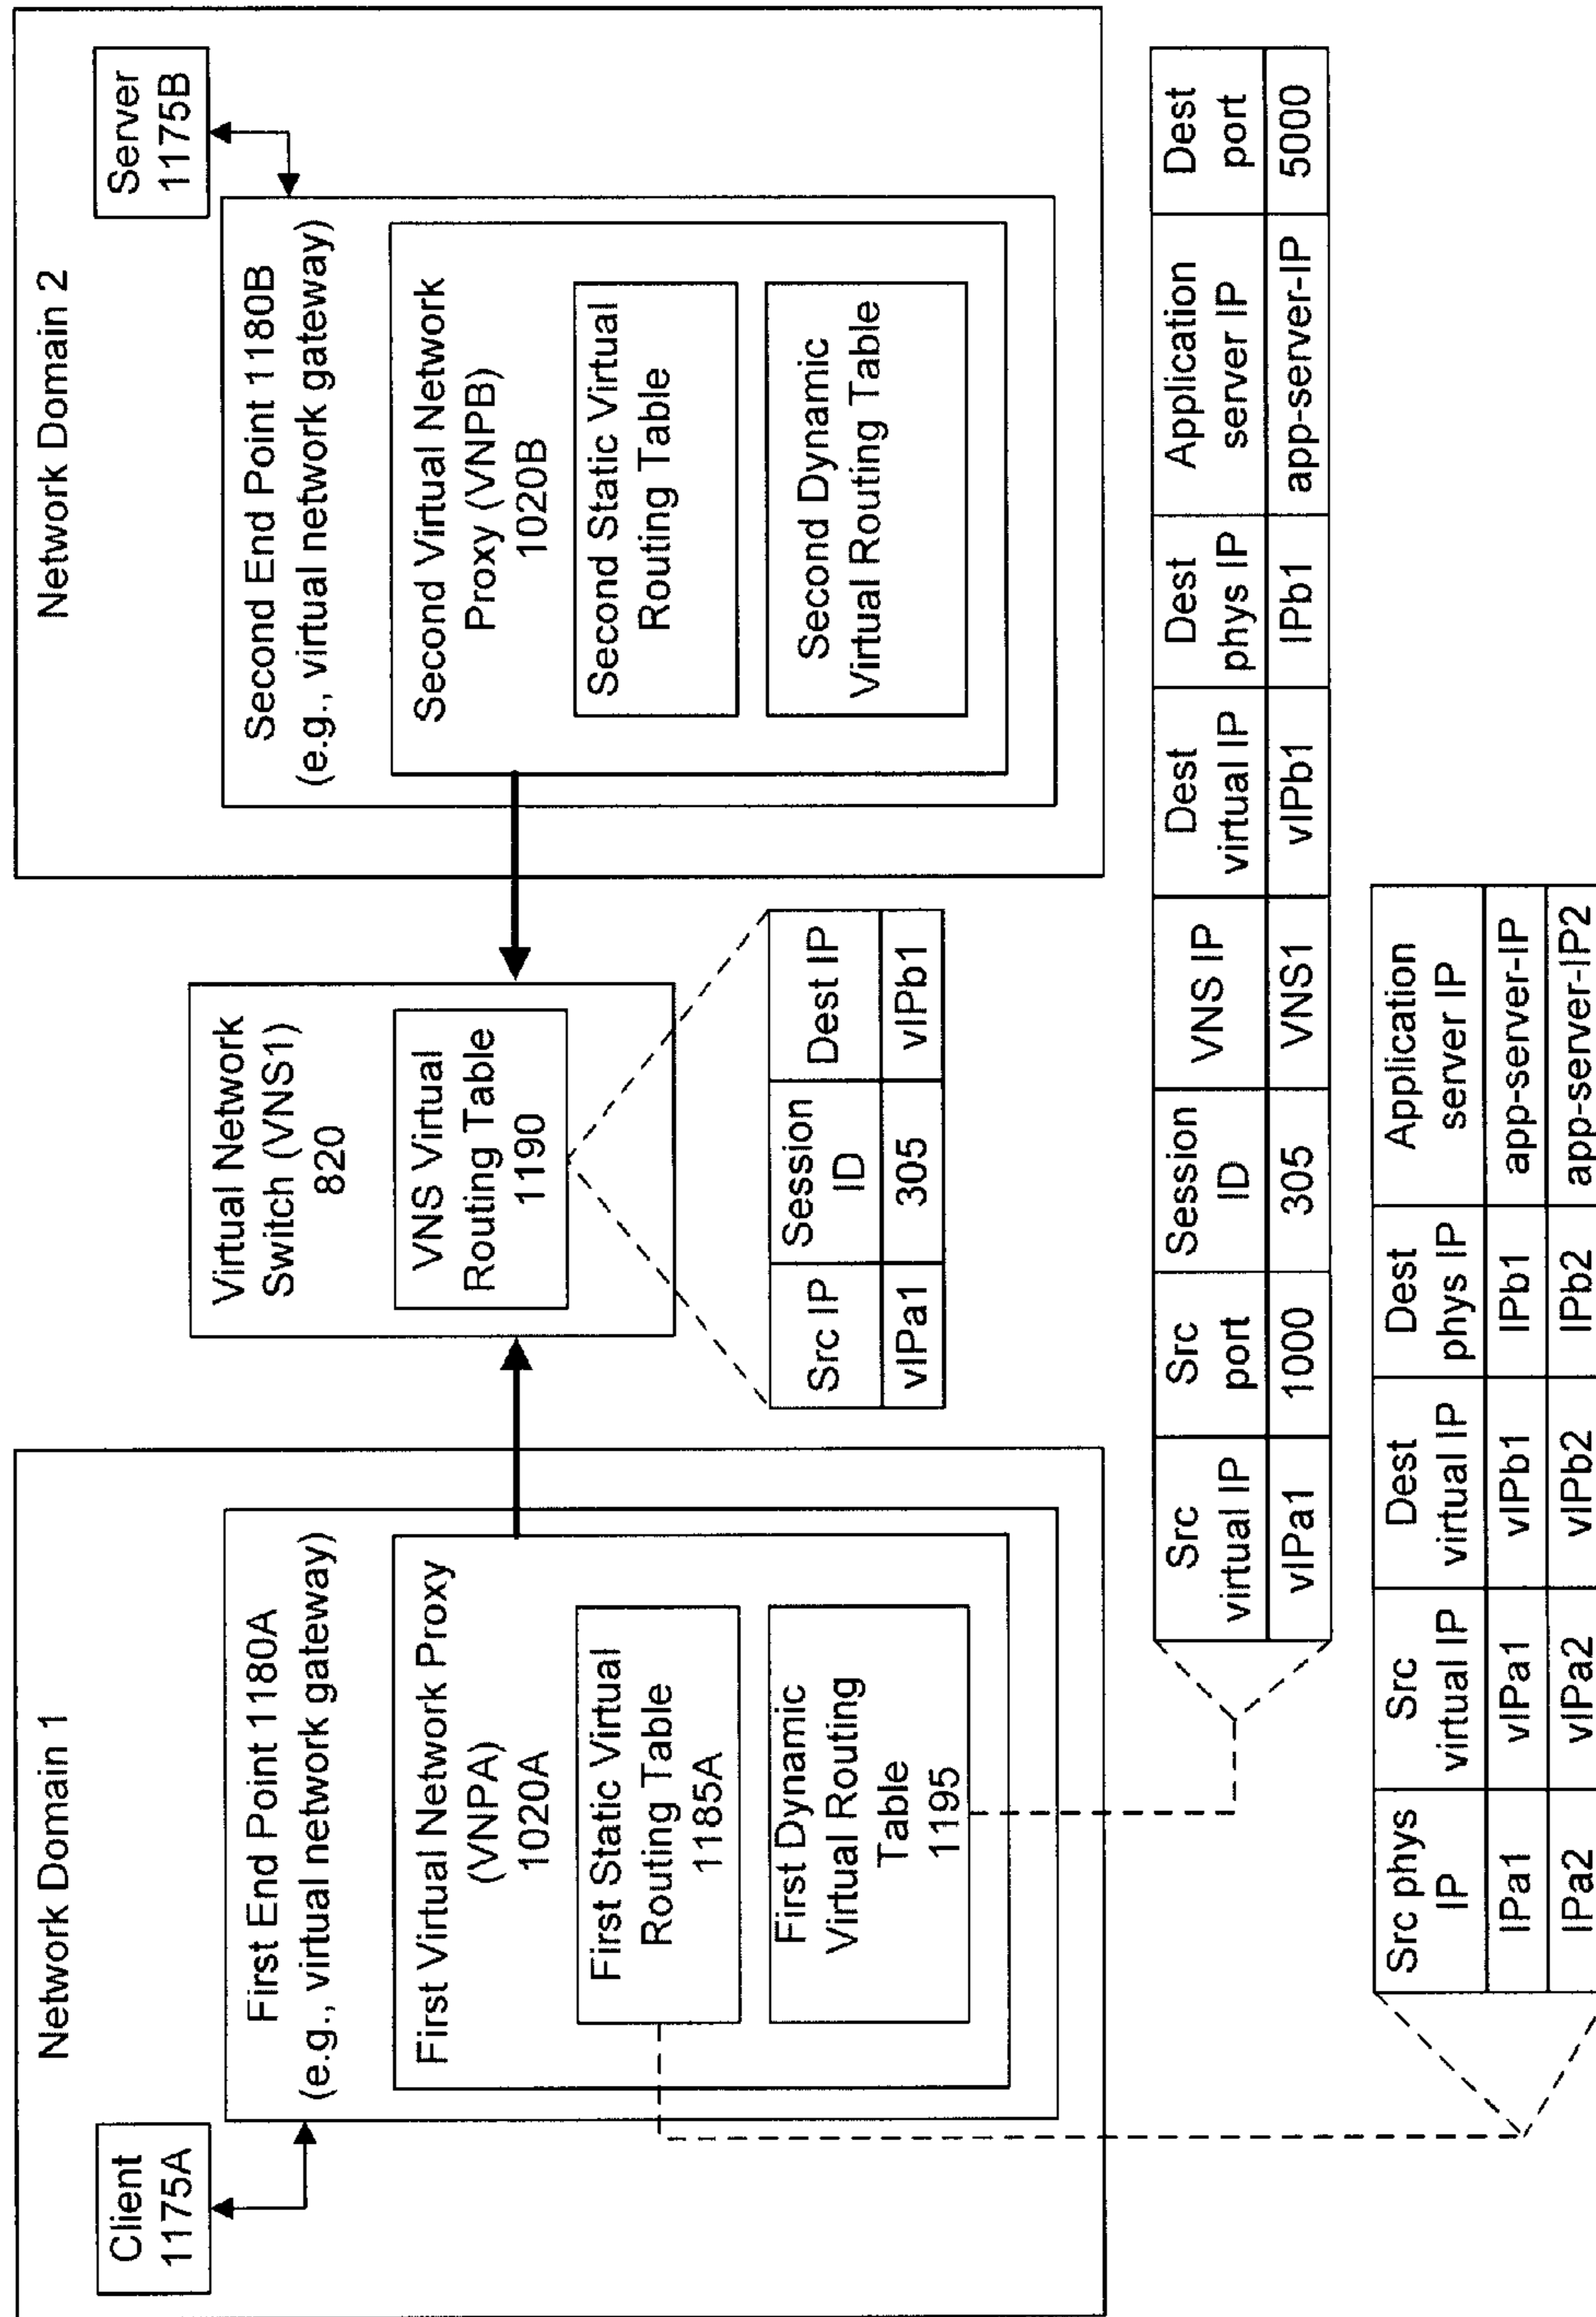 Network Domain 1
Client
1175A
First End Point 1180A
(e.g., virtual network gateway)
First Virtual Network Proxy
(VNPA)
1020A
First Static Virtual
Routing Table
1185A
First Dynamic
Virtual Routing
Table
1195
Virtual Network
Switch (VNS1)
820
VNS Virtual
Routing Table
1190
Src IP
Session
ID
Dest IP
vIPa1
305
vIPb1
Network Domain 2
Server
1175B
Second End Point 1180B
(e.g., virtual network gateway)
Second Virtual Network
Proxy (VNPB)
1020B
Second Static Virtual
Routing Table
Second Dynamic
Virtual Routing Table
Src
virtual IP
Src
port
Session
ID
VNS IP
Dest
virtual IP
Dest
phys IP
Application
server IP
Dest
port
vIPa1
1000
305
VNS1
vIPb1
IPb1
app-server-IP
5000
Src phys
IP
Src
virtual IP
Dest
virtual IP
Dest
phys IP
Application
server IP
IPa1
vIPa1
vIPb1
IPb1
app-server-IP
IPa2
vIPa2
vIPb2
IPb2
app-server-IP2